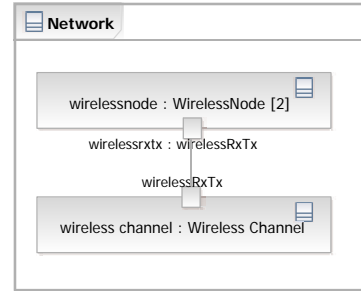 Network
wirelessnode : WirelessNode [2]
wirelessrxtx : wirelessRxTx
wirelessRxTx
wireless channel : Wireless Channel